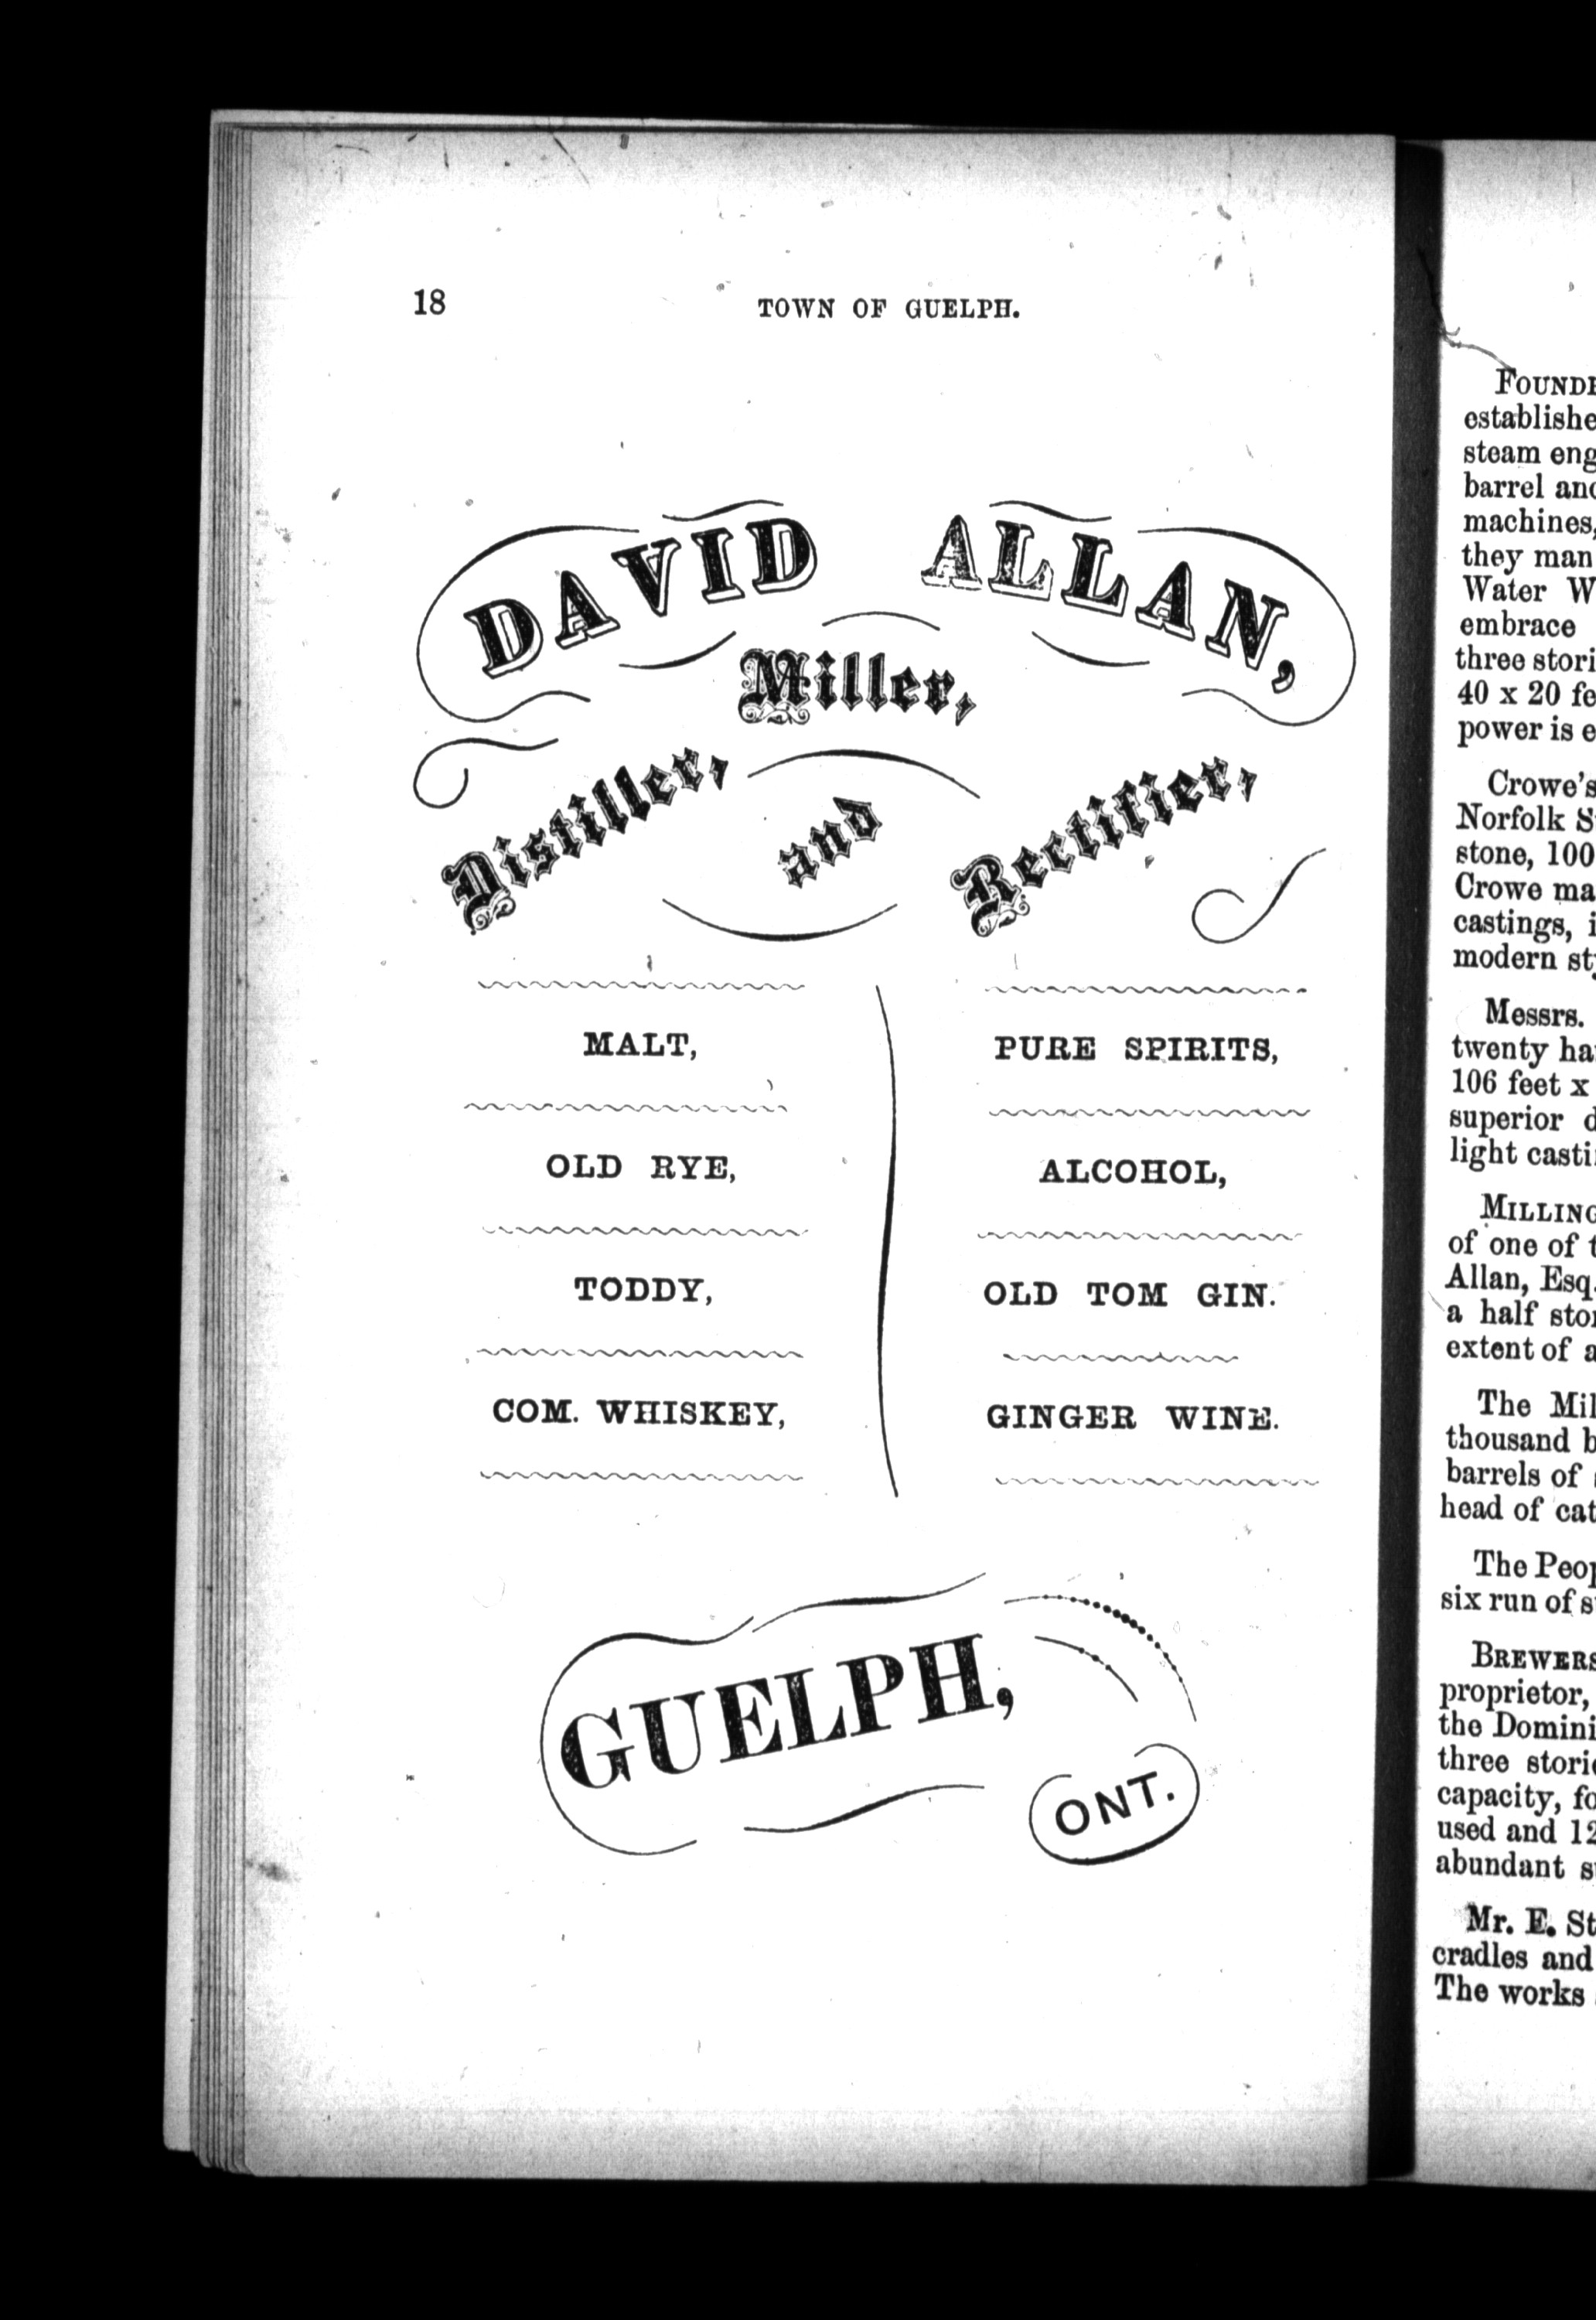 18 TOWN OF GUELPH.
DAVID ALLAN,
Miller,
Distiller, and Rectifier,
MALT,
OLD RYE,
TODDY,
COM. WHISKEY,
PURE SPIRITS,
ALCOHOL,
OLD TOM GIN.
GINGER WINE.
GUELPH,
ONT.
establishe
steam eng
barrel and
machines,
they man
Water W
embrace
three stori
40 x 20 fe
power is e
Crowe's
Norfolk S
stone, 100
Crowe ma
castings, i
modern st
Messrs.
twenty ha
106 feet x
superior d
light casti
MILLING
of one of t
Allan, Esq.
a half stor
extent of a
The Mil
thousand b
barrels of
head of cat
The Peop
six run of s
BREWERS
proprietor,
the Domini
three storie
capacity, fo
used and 12
abundant s
Mr. E. St
cradles and
The works